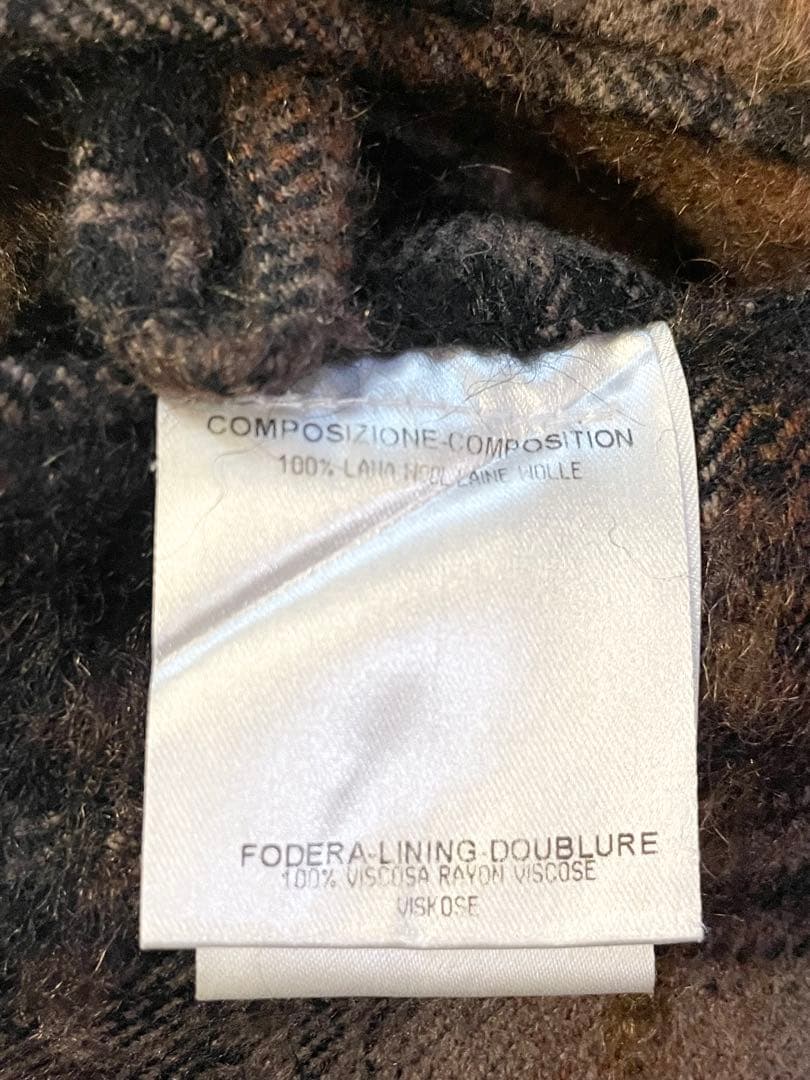 COMPOSIZIONE-COMPOSITION
100% LANA WOOL LAINE WOLLE
FODERA-LINING-DOUBLURE
100% VISCOSA RAYON VISCOSE
VISKOSE